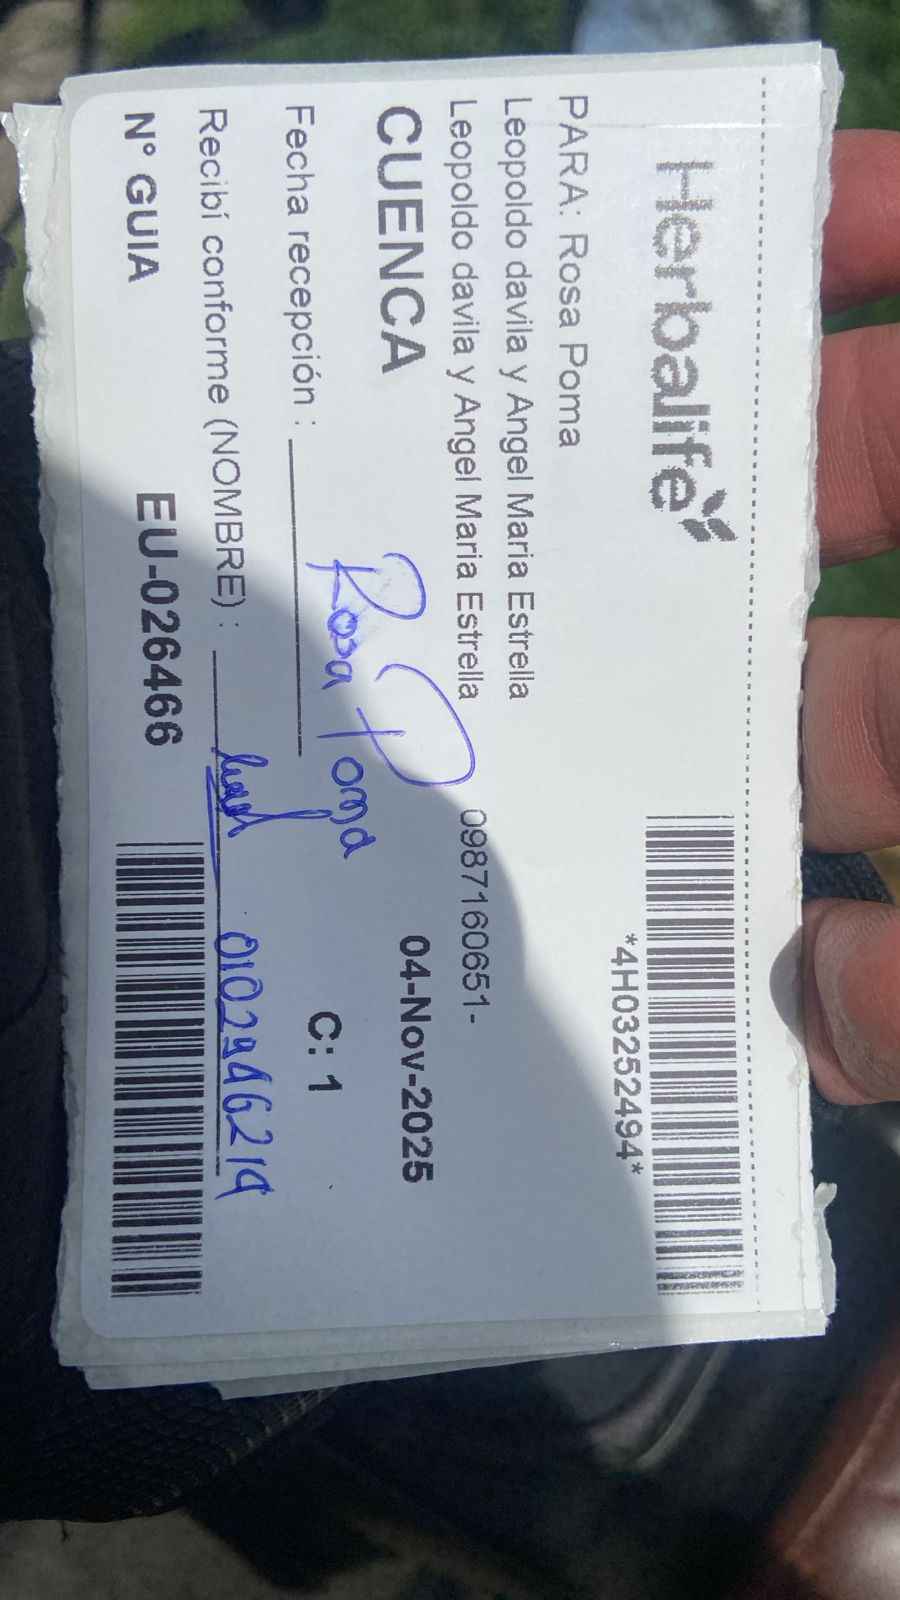 Herbalife
*4H03252494*
PARA: Rosa Poma
Leopoldo davila y Angel Maria Estrella
Leopoldo davila y Angel Maria Estrella 0987160651-
CUENCA 04-Nov-2025
Rosa Poma
Fecha recepción : C: 1
Recibí conforme (NOMBRE) : 0102946219
N° GUIA EU-026466